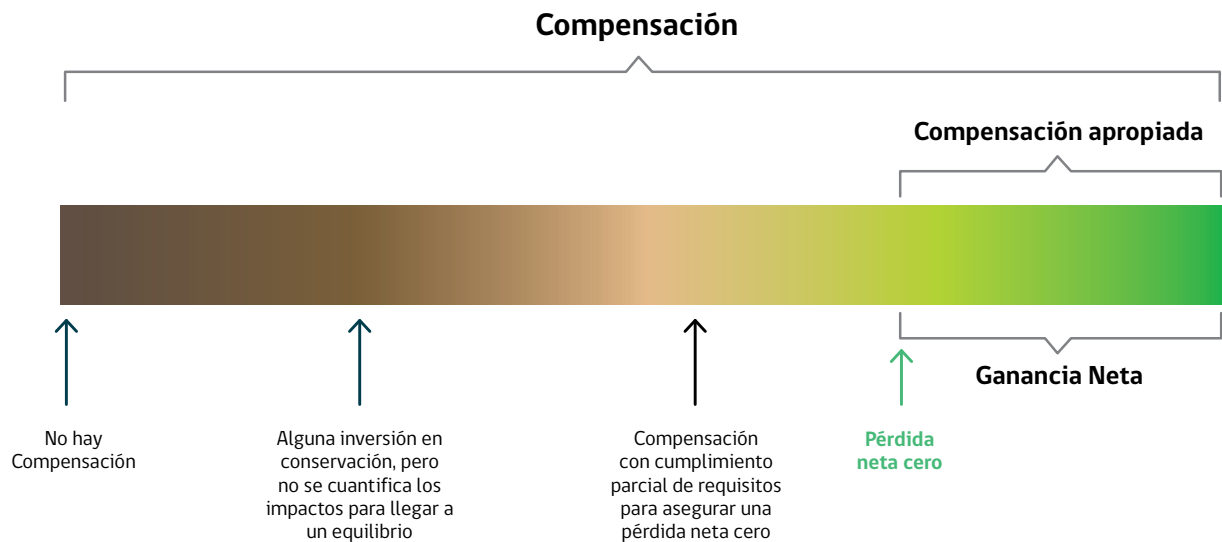 Compensación
Compensación apropiada
Ganancia Neta
No hay
Compensación
Alguna inversión en
conservación, pero
no se cuantifica los
impactos para llegar a
un equilibrio
Compensación
con cumplimiento
parcial de requisitos
para asegurar una
pérdida neta cero
Pérdida
neta cero